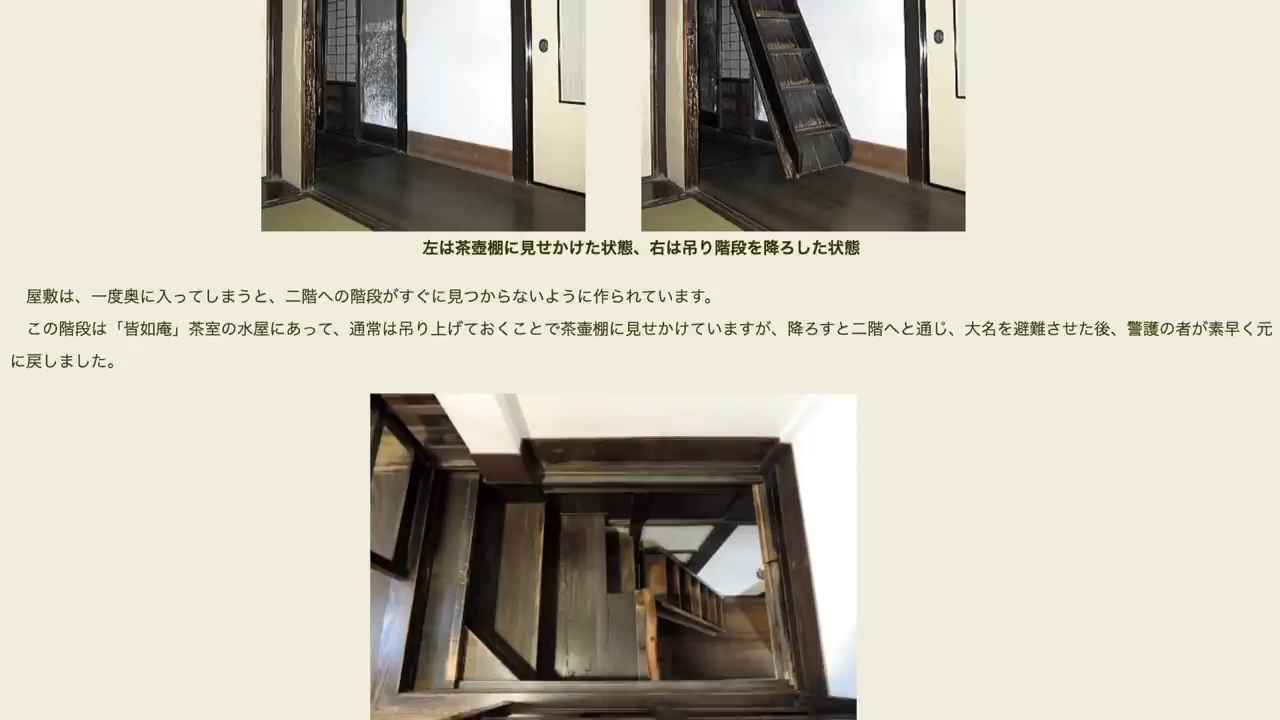 左は茶壺棚に見せかけた状態、右は吊り階段を降ろした状態
屋敷は、一度奥に入ってしまうと、二階への階段がすぐに見つからないように作られています。
この階段は「皆如庵」茶室の水屋にあって、通常は吊り上げておくことで茶壷棚に見せかけていますが、降ろすと二階へと通じ、大名を避難させた後、警護の者が素早く元
に戻しました。